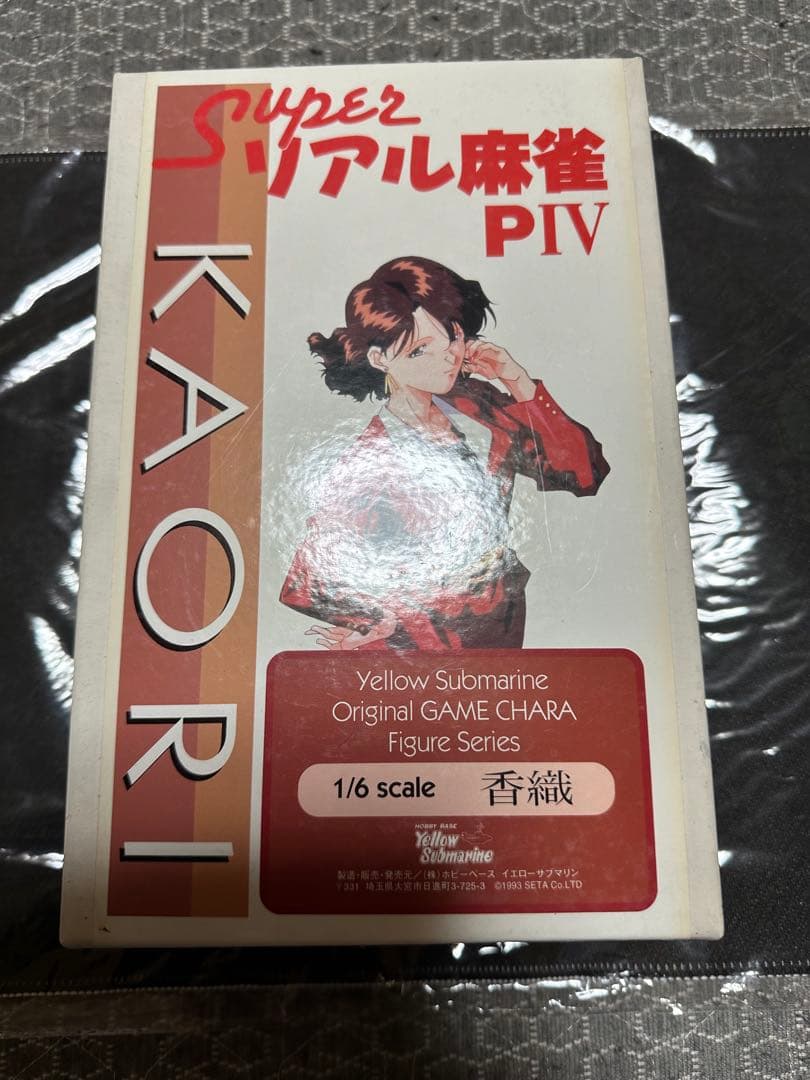 Super
リアル麻雀
PIV
KAORI
Yellow Submarine
Original GAME CHARA
Figure Series
1/6 scale 香織
HOBBY BASE
Yellow
Submarine
製造・販売・発売元／(株)ホビーベース イエローサブマリン
〒331 埼玉県大宮市日進町3-725-3 ©1993 SETA Co.LTD